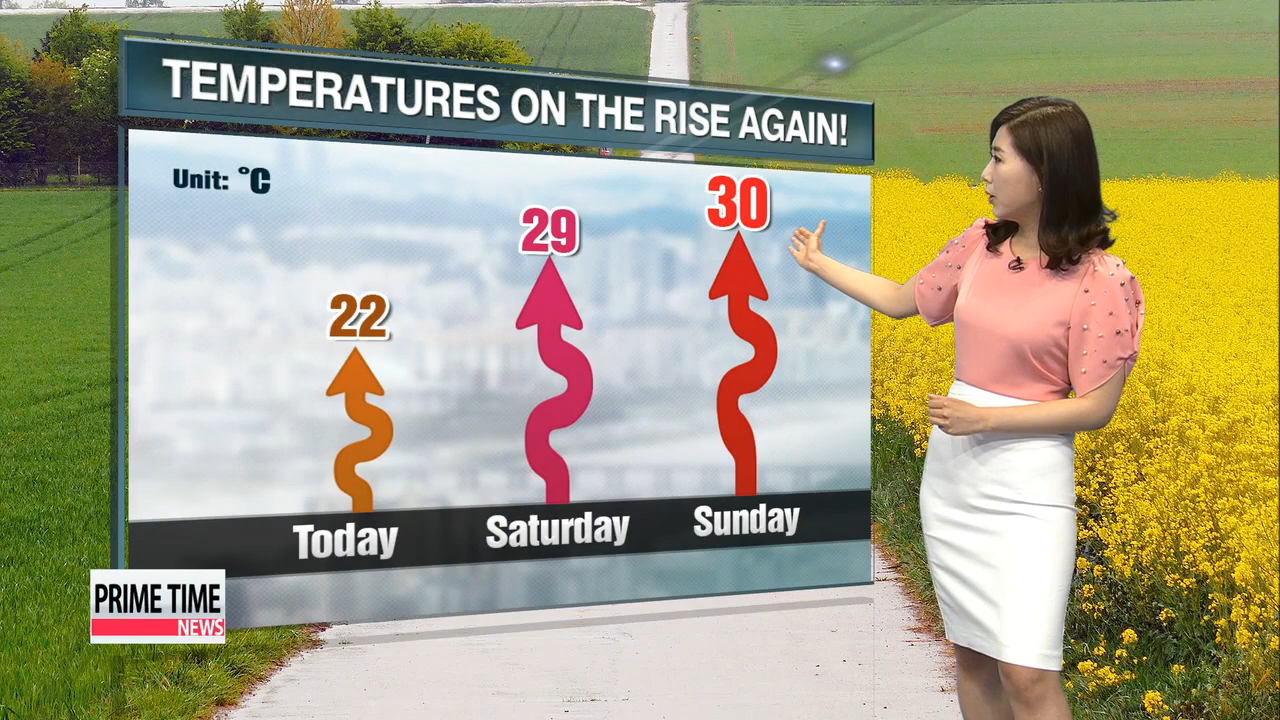 TEMPERATURES ON THE RISE AGAIN!
Unit: °C
22
29
30
Today
Saturday
Sunday
PRIME TIME
NEWS